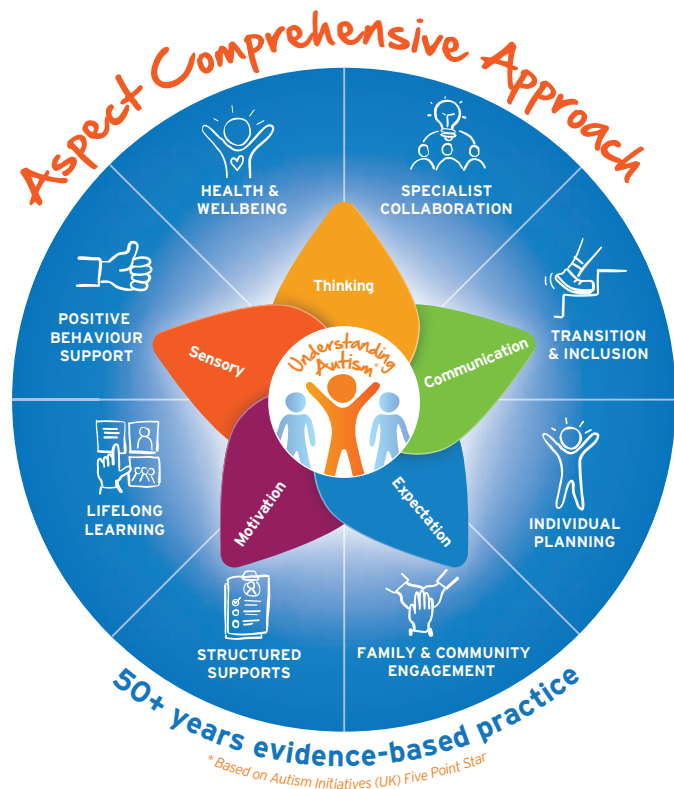 Aspect Comprehensive Approach
HEALTH &
WELLBEING
SPECIALIST
COLLABORATION
POSITIVE
BEHAVIOUR
SUPPORT
TRANSITION
& INCLUSION
Thinking
Sensory
Communication
Understanding
Autism*
Motivation
Expectation
LIFELONG
LEARNING
INDIVIDUAL
PLANNING
STRUCTURED
SUPPORTS
FAMILY & COMMUNITY
ENGAGEMENT
50+ years evidence-based practice
* Based on Autism Initiatives (UK) Five Point Star